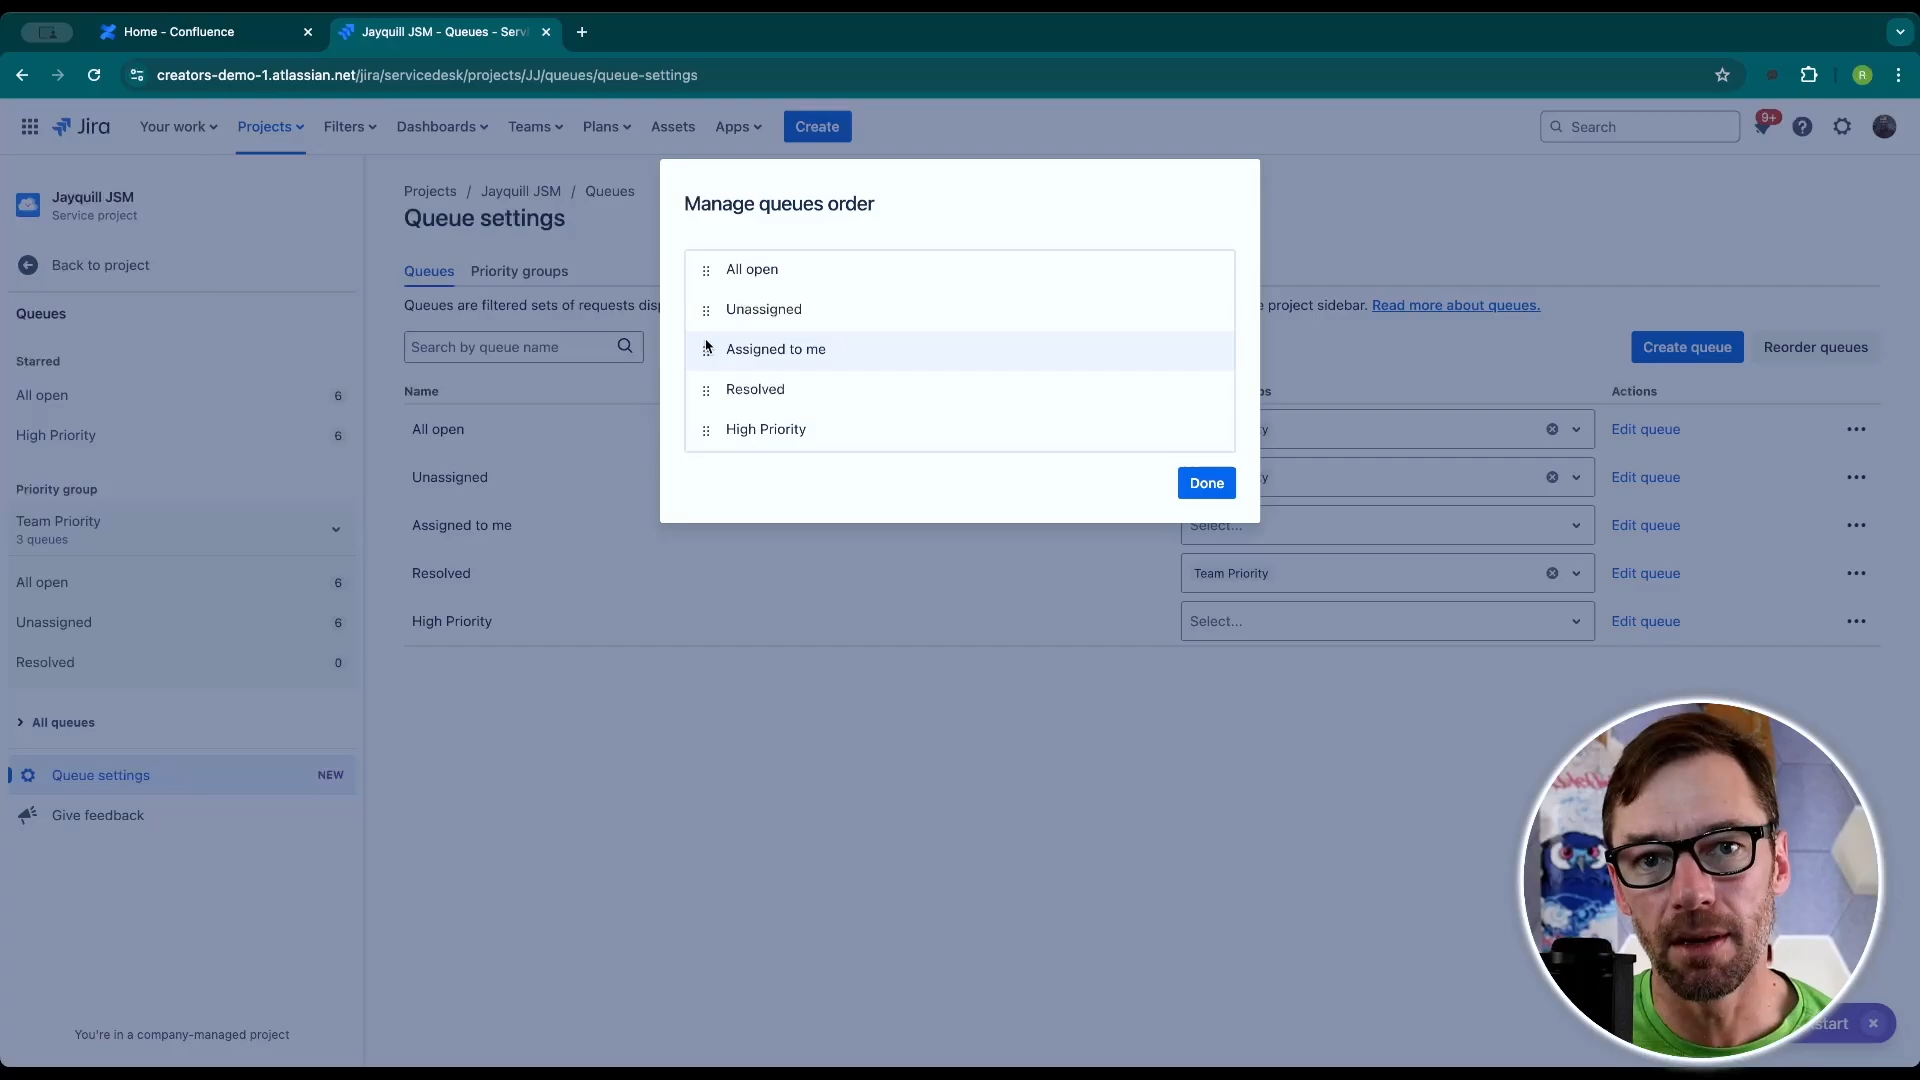 Home - Confluence
Jayquill JSM - Queues - Serv
creators-demo-1.atlassian.net/jira/servicedesk/projects/JJ/queues/queue-settings
R
Jira
Your work
Projects
Filters
Dashboards
Teams
Plans
Assets
Apps
Create
Search
9+
Jayquill JSM
Service project
Back to project
Queues
Starred
All open 6
High Priority 6
Priority group
Team Priority
3 queues
All open 6
Unassigned 6
Resolved 0
All queues
Queue settings NEW
Give feedback
You're in a company-managed project
Projects / Jayquill JSM / Queues
Queue settings
Queues Priority groups
Queues are filtered sets of requests
project sidebar. Read more about queues.
Search by queue name
Create queue
Reorder queues
Name
Actions
All open
Edit queue
Unassigned
Edit queue
Assigned to me
Select...
Edit queue
Resolved
Team Priority
Edit queue
High Priority
Select...
Edit queue
Manage queues order
All open
Unassigned
Assigned to me
Resolved
High Priority
Done